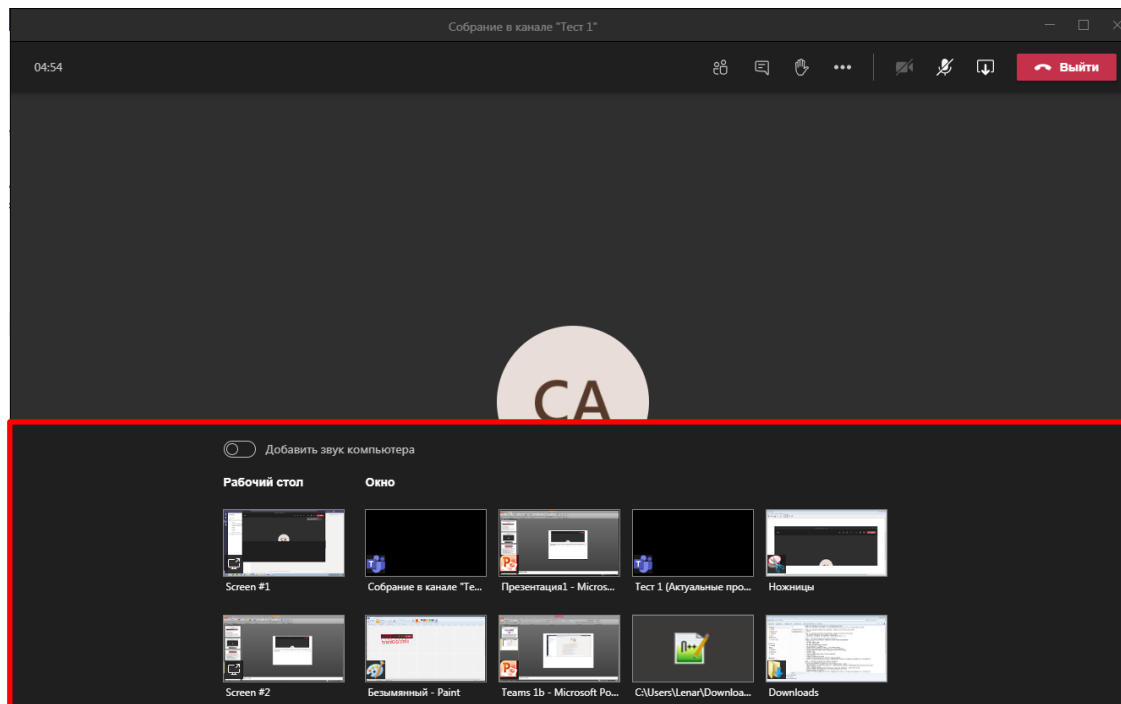 Собрание в канале "Тест 1"
04:54
Выйти
CA
Добавить звук компьютера
Рабочий стол
Окно
Screen #1
Собрание в канале "Те...
Презентация1 - Micros...
Тест 1 (Актуальные про...
Ножницы
Screen #2
Безымянный - Paint
Teams 1b - Microsoft Po...
C:\Users\Lenar\Downloa...
Downloads